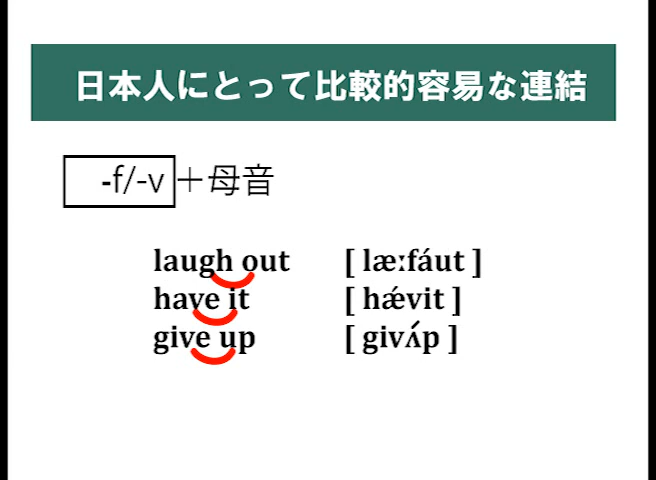 日本人にとって比較的容易な連結
-f/-v＋母音
laugh out [ læːfáut ]
have it [ hǽvit ]
give up [ givʌ́p ]